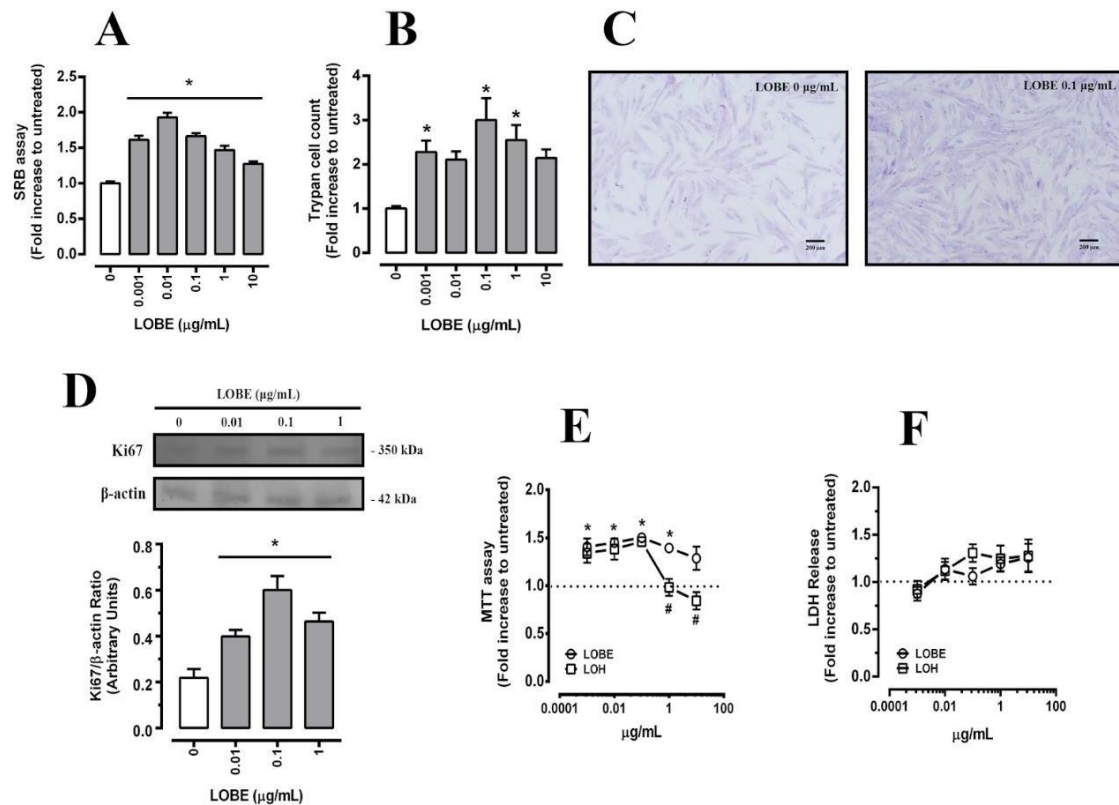 A
SRB assay
(Fold increase to untreated)
2.5
2.0
1.5
1.0
0.5
0.0
*
0
0.001
0.01
0.1
1
10
LOBE (μg/mL)
B
Trypan cell count
(Fold increase to untreated)
4
3
2
1
0
*
*
*
0
0.001
0.01
0.1
1
10
LOBE (μg/mL)
C
LOBE 0 μg/mL
200 μm
LOBE 0.1 μg/mL
200 μm
D
LOBE (μg/mL)
0 0.01 0.1 1
Ki67 - 350 kDa
β-actin - 42 kDa
Ki67/β-actin Ratio
(Arbitrary Units)
0.8
0.6
0.4
0.2
0.0
*
0
0.01
0.1
1
LOBE (μg/mL)
E
MTT assay
(Fold increase to untreated)
2.0
1.5
1.0
0.5
* * * *
# #
LOBE
LOH
0.0001 0.01 1 100
μg/mL
F
LDH Release
(Fold increase to untreated)
2.0
1.5
1.0
0.5
LOBE
LOH
0.0001 0.01 1 100
μg/mL